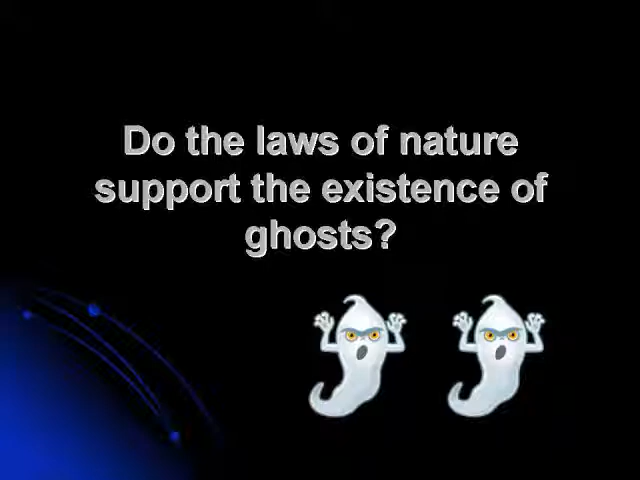 Do the laws of nature
support the existence of
ghosts?